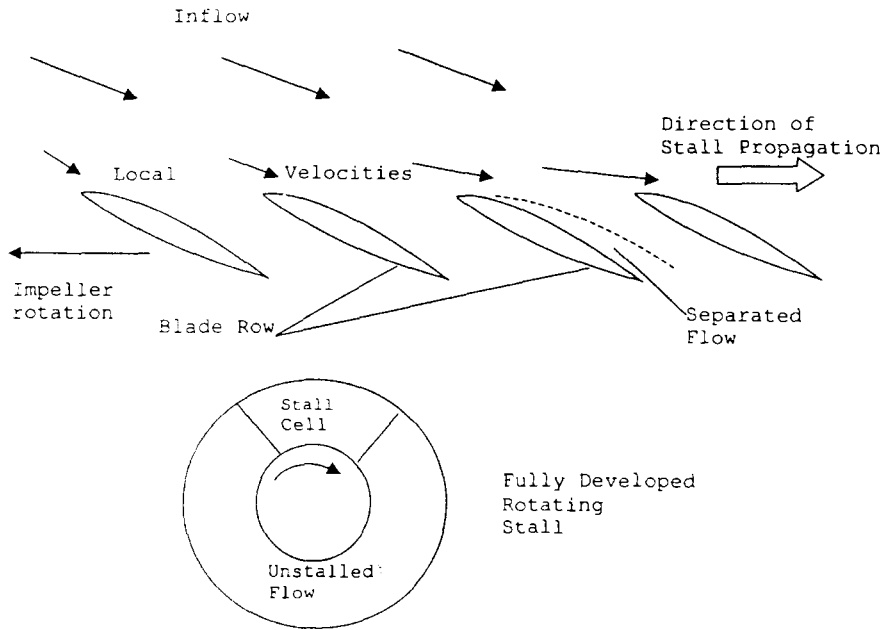 Inflow
Direction of
Stall Propagation
Local
Velocities
Impeller
rotation
Blade Row
Separated
Flow
Stall
Cell
Fully Developed
Rotating
Stall
Unstalled
Flow